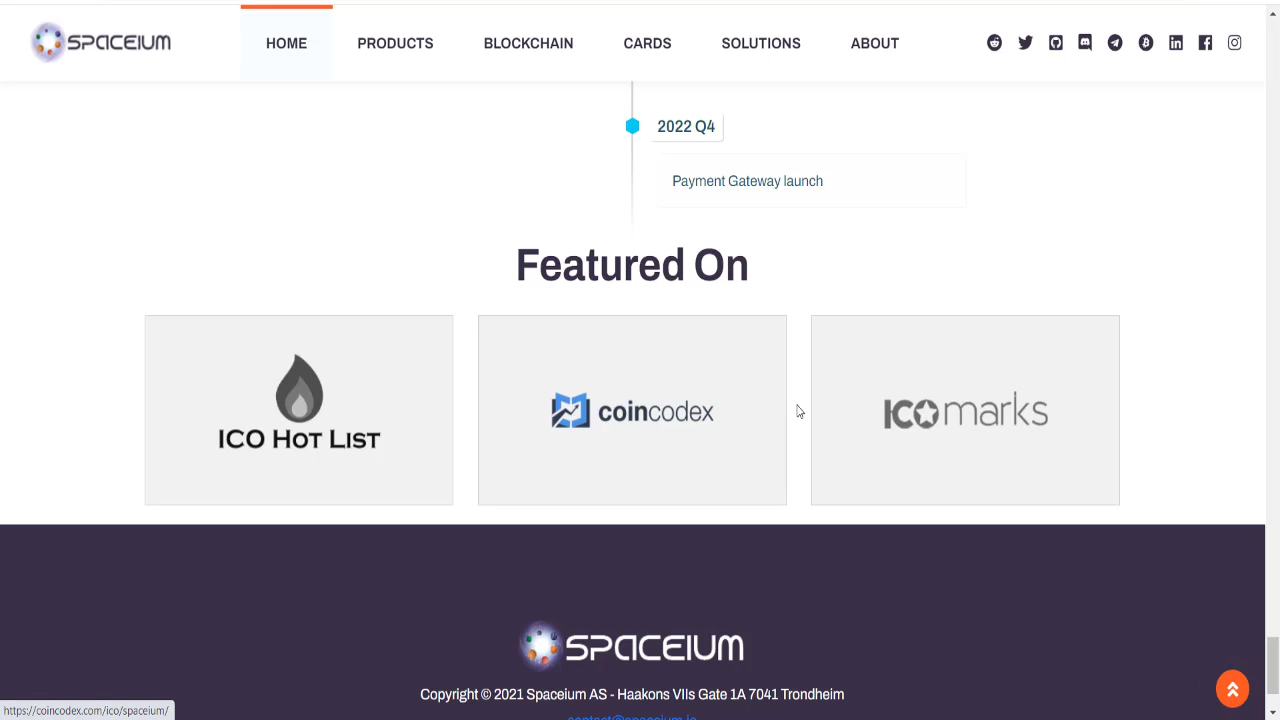 SPACEIUM
HOME PRODUCTS BLOCKCHAIN CARDS SOLUTIONS ABOUT
2022 Q4
Payment Gateway launch
Featured On
ICO HOT LIST
coincodex
ICOmarks
SPACEIUM
Copyright © 2021 Spaceium AS - Haakons VIIs Gate 1A 7041 Trondheim
https://coincodex.com/ico/spaceium/